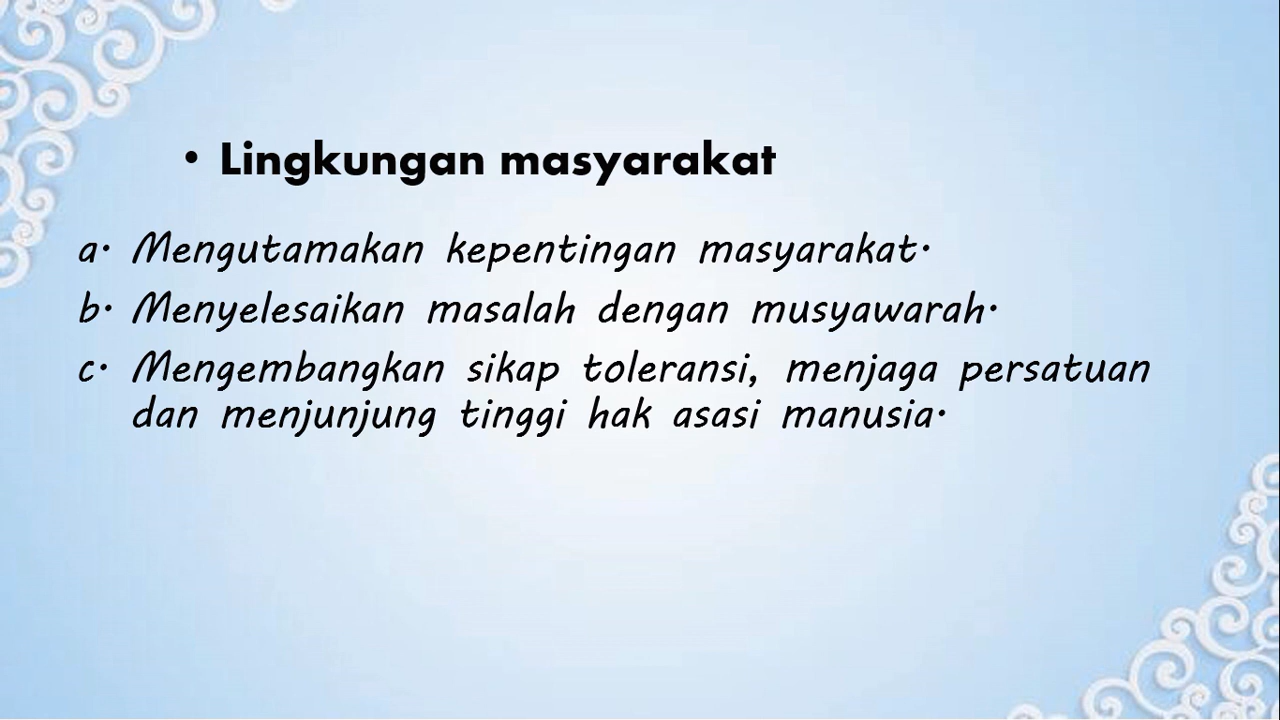 • Lingkungan masyarakat
a. Mengutamakan kepentingan masyarakat.
b. Menyelesaikan masalah dengan musyawarah.
c. Mengembangkan sikap toleransi, menjaga persatuan
dan menjunjung tinggi hak asasi manusia.